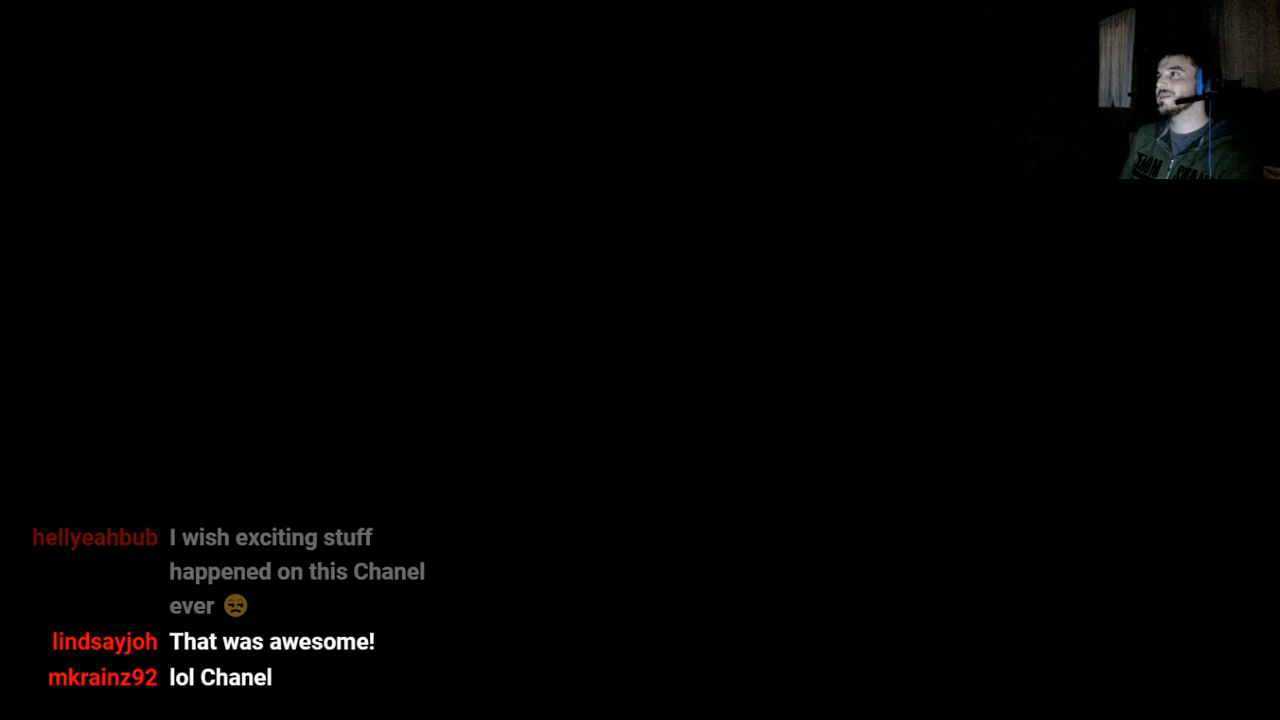 hellyeahbub I wish exciting stuff
happened on this Chanel
ever 😒
lindsayjoh That was awesome!
mkrainz92 lol Chanel